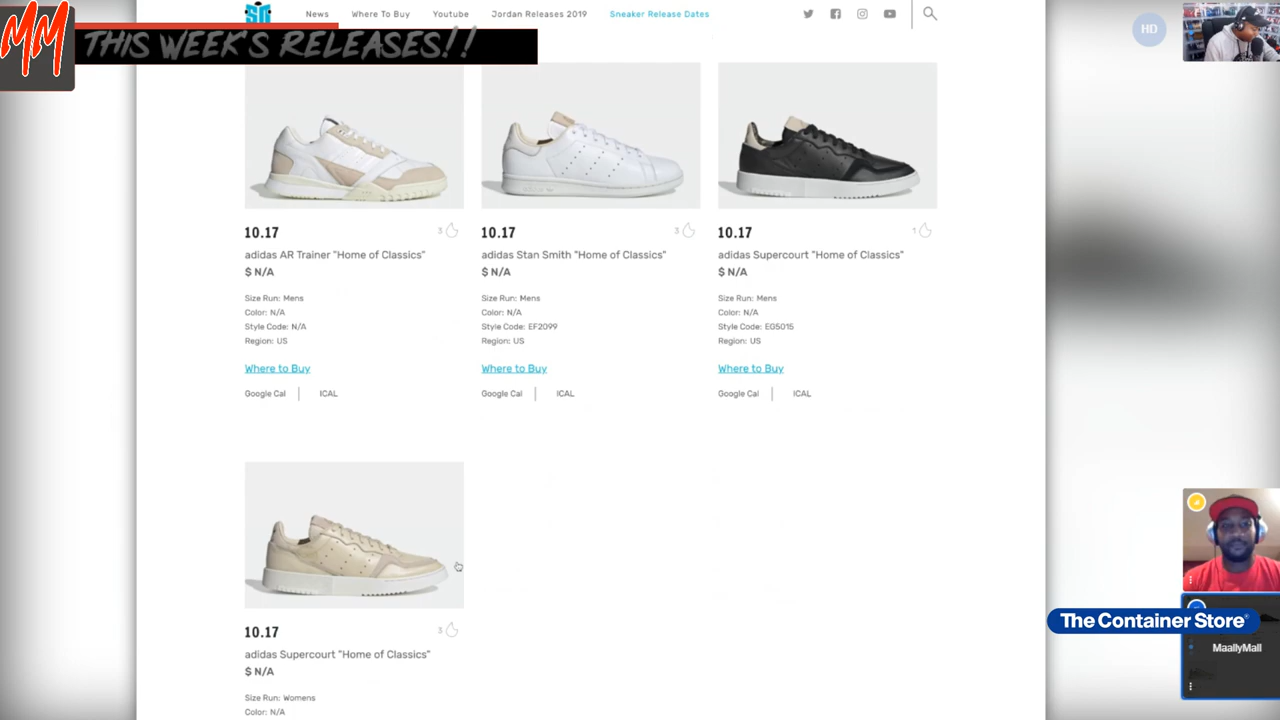 MM
THIS WEEK'S RELEASES!!
SC
News
Where To Buy
Youtube
Jordan Releases 2019
Sneaker Release Dates
HD
10.17
3
adidas AR Trainer "Home of Classics"
$ N/A
Size Run: Mens
Color: N/A
Style Code: N/A
Region: US
Where to Buy
Google Cal
ICAL
10.17
3
adidas Stan Smith "Home of Classics"
$ N/A
Size Run: Mens
Color: N/A
Style Code: EF2099
Region: US
Where to Buy
Google Cal
ICAL
10.17
1
adidas Supercourt "Home of Classics"
$ N/A
Size Run: Mens
Color: N/A
Style Code: EG5015
Region: US
Where to Buy
Google Cal
ICAL
10.17
3
adidas Supercourt "Home of Classics"
$ N/A
Size Run: Womens
Color: N/A
The Container Store®
MaallyMall